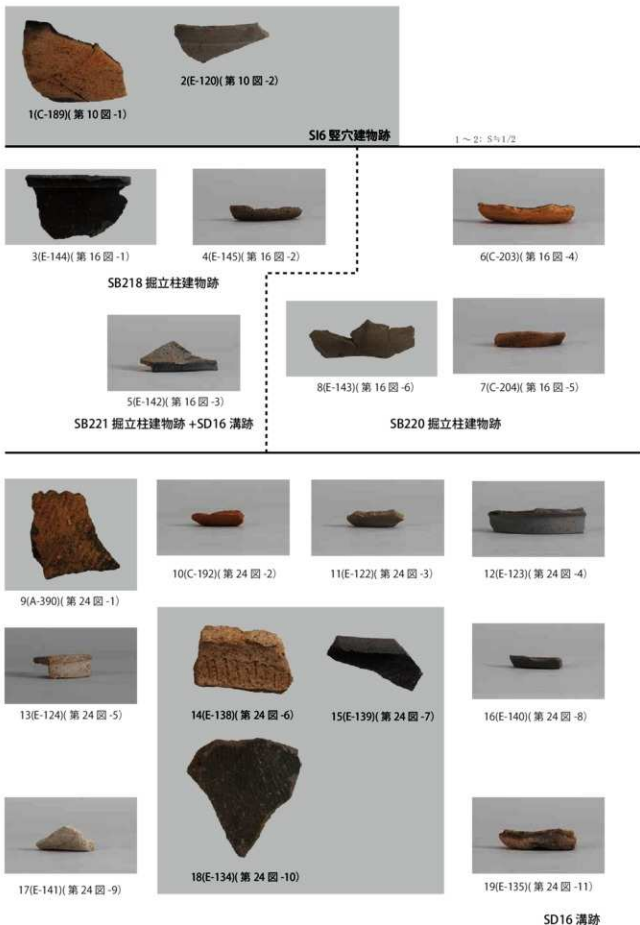 1(C-189)( 第 10 図 -1)
2(E-120)( 第 10 図 -2)
SI6 竪穴建物跡
1 ～ 2: S≒1/2
3(E-144)( 第 16 図 -1)
4(E-145)( 第 16 図 -2)
6(C-203)( 第 16 図 -4)
SB218 掘立柱建物跡
5(E-142)( 第 16 図 -3)
8(E-143)( 第 16 図 -6)
7(C-204)( 第 16 図 -5)
SB221 掘立柱建物跡 +SD16 溝跡
SB220 掘立柱建物跡
9(A-390)( 第 24 図 -1)
10(C-192)( 第 24 図 -2)
11(E-122)( 第 24 図 -3)
12(E-123)( 第 24 図 -4)
13(E-124)( 第 24 図 -5)
14(E-138)( 第 24 図 -6)
15(E-139)( 第 24 図 -7)
16(E-140)( 第 24 図 -8)
17(E-141)( 第 24 図 -9)
18(E-134)( 第 24 図 -10)
19(E-135)( 第 24 図 -11)
SD16 溝跡